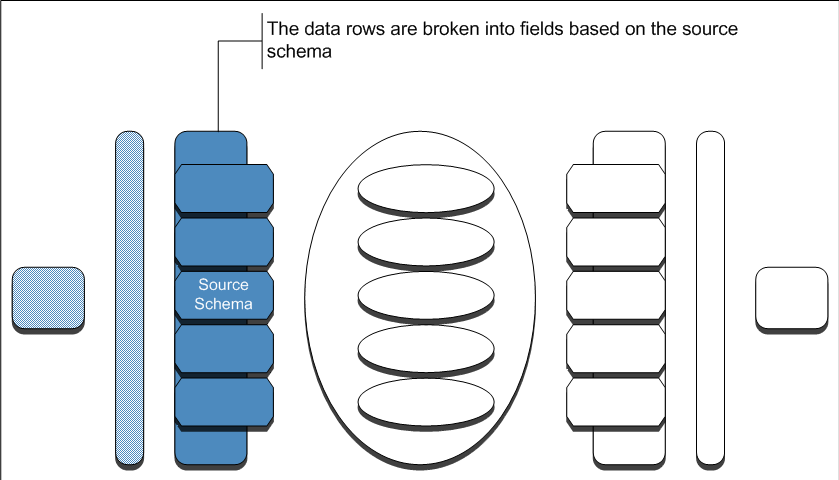 The data rows are broken into fields based on the source
schema
Source
Schema